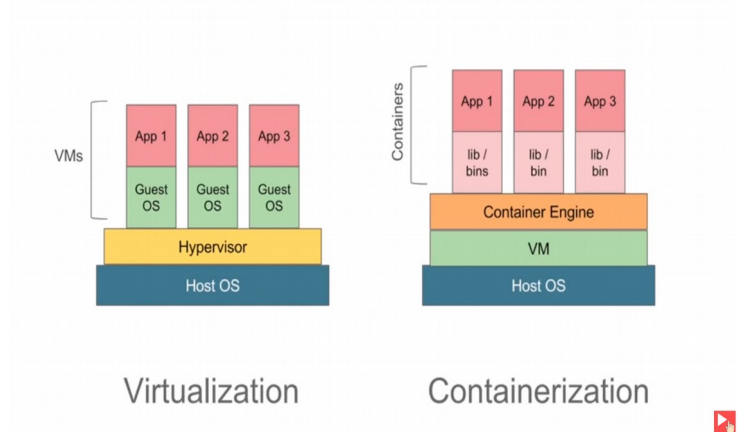 VMs
App 1
App 2
App 3
Guest
OS
Guest
OS
Guest
OS
Hypervisor
Host OS
Virtualization
Containers
App 1
App 2
App 3
lib /
bins
lib /
bin
lib /
bin
Container Engine
VM
Host OS
Containerization